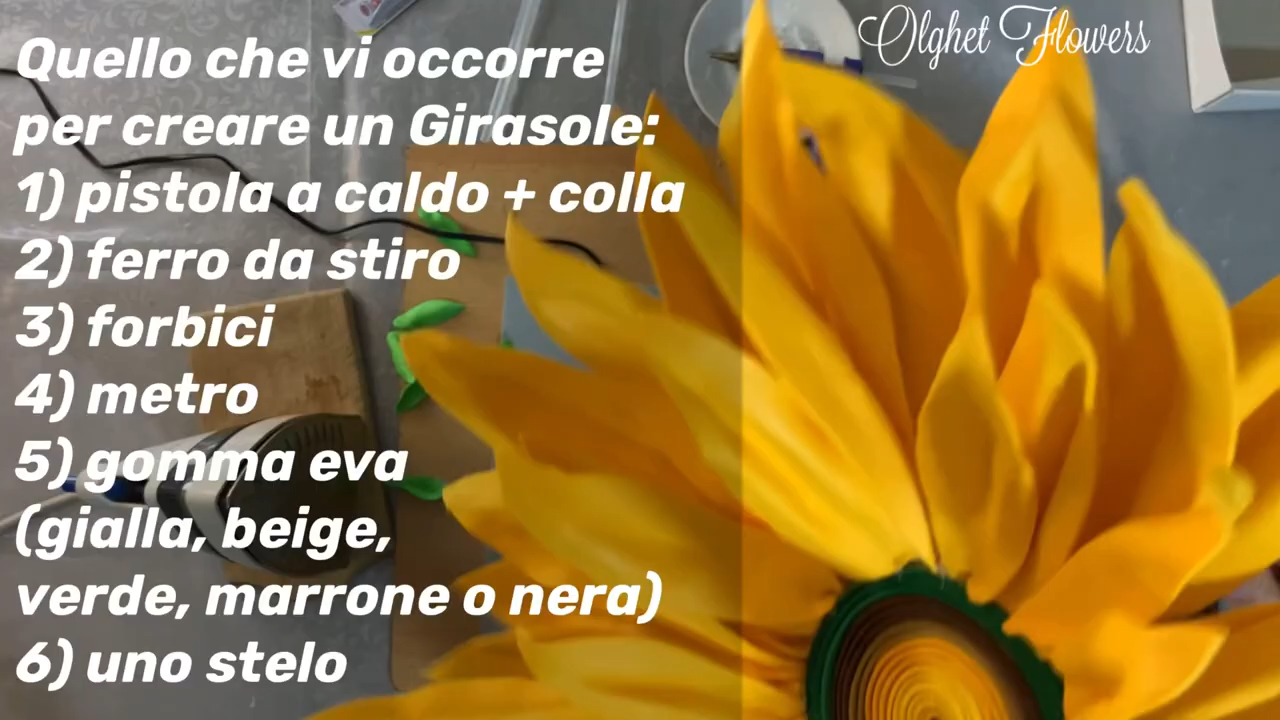 Olghet Flowers
Quello che vi occorre
per creare un Girasole:
1) pistola a caldo + colla
2) ferro da stiro
3) forbici
4) metro
5) gomma eva
(gialla, beige,
verde, marrone o nera)
6) uno stelo